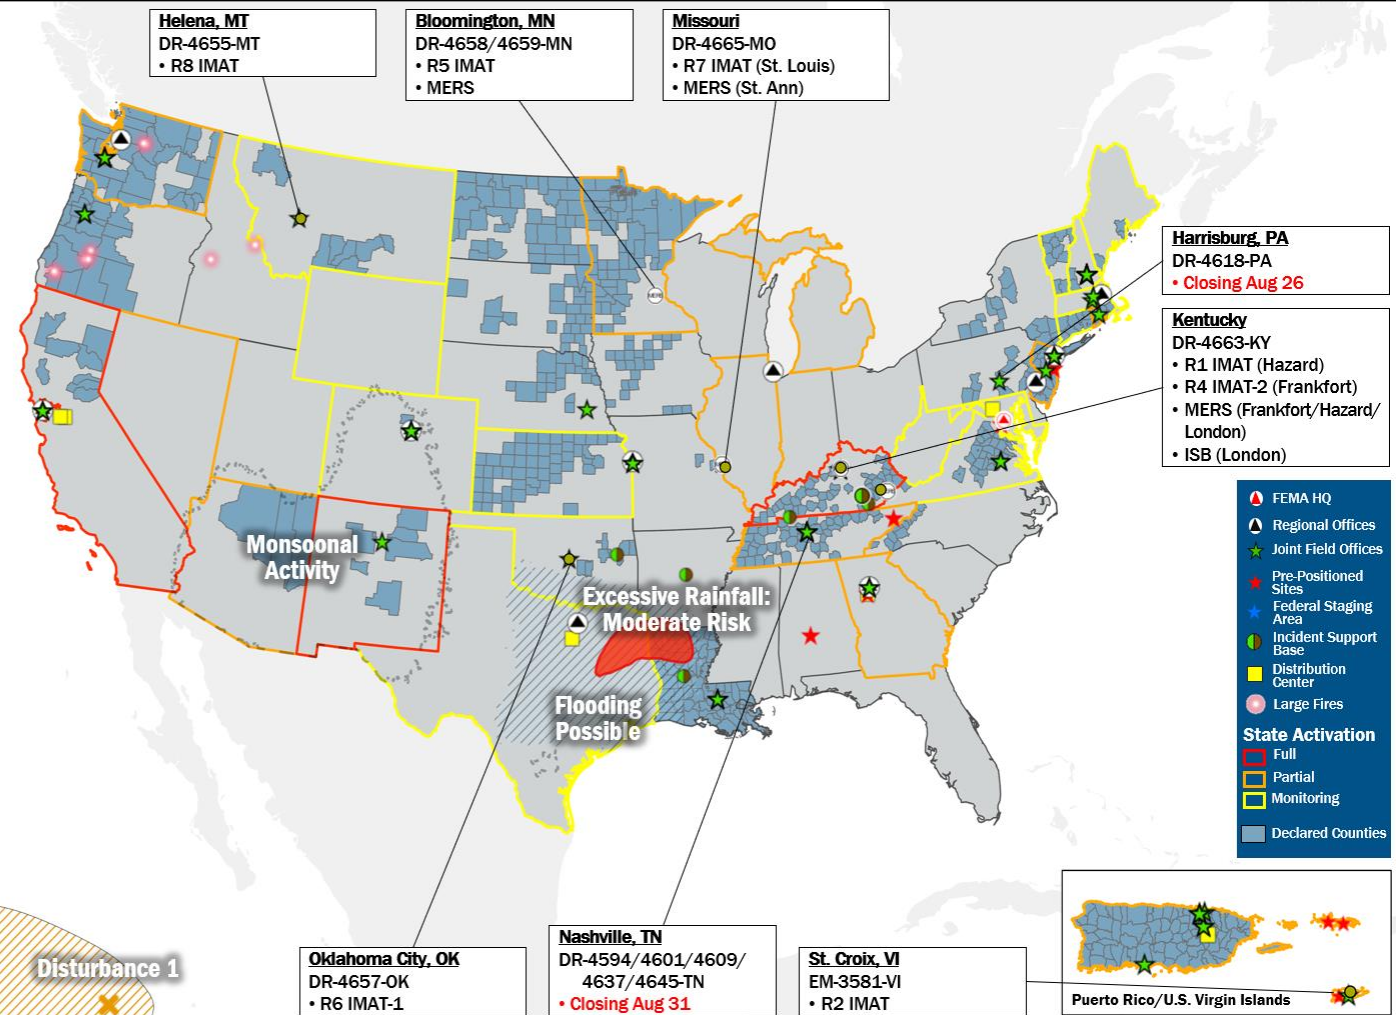 Helena, MT
DR-4655-MT
• R8 IMAT
Bloomington, MN
DR-4658/4659-MN
• R5 IMAT
• MERS
Missouri
DR-4665-MO
• R7 IMAT (St. Louis)
• MERS (St. Ann)
Harrisburg, PA
DR-4618-PA
• Closing Aug 26
Kentucky
DR-4663-KY
• R1 IMAT (Hazard)
• R4 IMAT-2 (Frankfort)
• MERS (Frankfort/Hazard/
London)
• ISB (London)
MERS
Monsoonal
Activity
Excessive Rainfall:
Moderate Risk
Flooding
Possible
Disturbance 1
FEMA HQ
Regional Offices
Joint Field Offices
Pre-Positioned
Sites
Federal Staging
Area
Incident Support
Base
Distribution
Center
Large Fires
State Activation
Full
Partial
Monitoring
Declared Counties
Oklahoma City, OK
DR-4657-OK
• R6 IMAT-1
Nashville, TN
DR-4594/4601/4609/
4637/4645-TN
• Closing Aug 31
St. Croix, VI
EM-3581-VI
• R2 IMAT
Puerto Rico/U.S. Virgin Islands